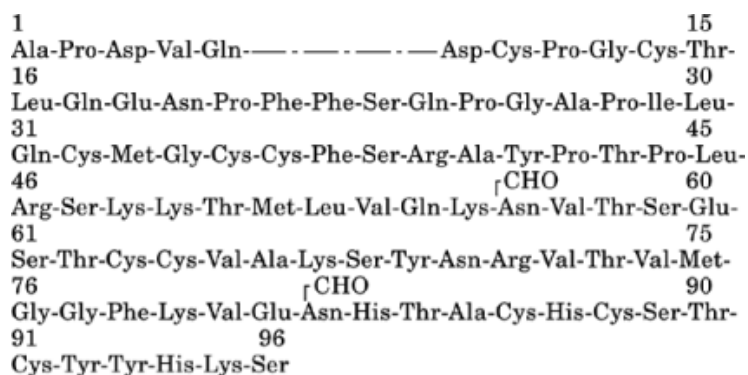 1 15
Ala-Pro-Asp-Val-Gln-—-—-—-—Asp-Cys-Pro-Gly-Cys-Thr-
16 30
Leu-Gln-Glu-Asn-Pro-Phe-Phe-Ser-Gln-Pro-Gly-Ala-Pro-lle-Leu-
31 45
Gln-Cys-Met-Gly-Cys-Cys-Phe-Ser-Arg-Ala-Tyr-Pro-Thr-Pro-Leu-
46 ┌CHO 60
Arg-Ser-Lys-Lys-Thr-Met-Leu-Val-Gln-Lys-Asn-Val-Thr-Ser-Glu-
61 75
Ser-Thr-Cys-Cys-Val-Ala-Lys-Ser-Tyr-Asn-Arg-Val-Thr-Val-Met-
76 ┌CHO 90
Gly-Gly-Phe-Lys-Val-Glu-Asn-His-Thr-Ala-Cys-His-Cys-Ser-Thr-
91 96
Cys-Tyr-Tyr-His-Lys-Ser